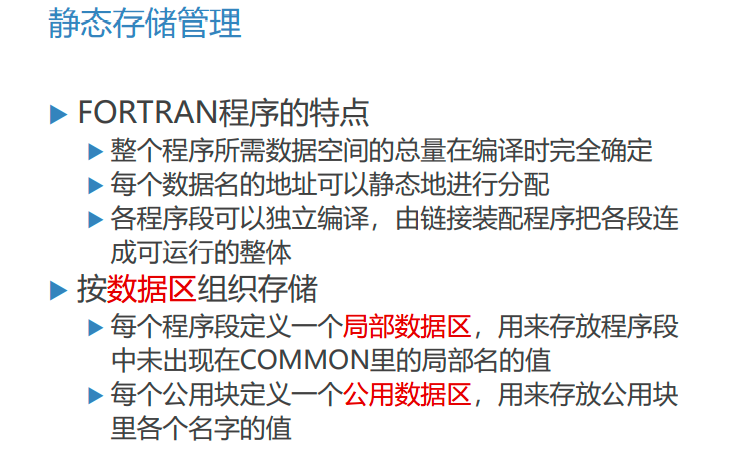 静态存储管理
FORTRAN程序的特点
整个程序所需数据空间的总量在编译时完全确定
每个数据名的地址可以静态地进行分配
各程序段可以独立编译，由链接装配程序把各段连
成可运行的整体
按数据区组织存储
每个程序段定义一个局部数据区，用来存放程序段
中未出现在COMMON里的局部名的值
每个公用块定义一个公用数据区，用来存放公用块
里各个名字的值